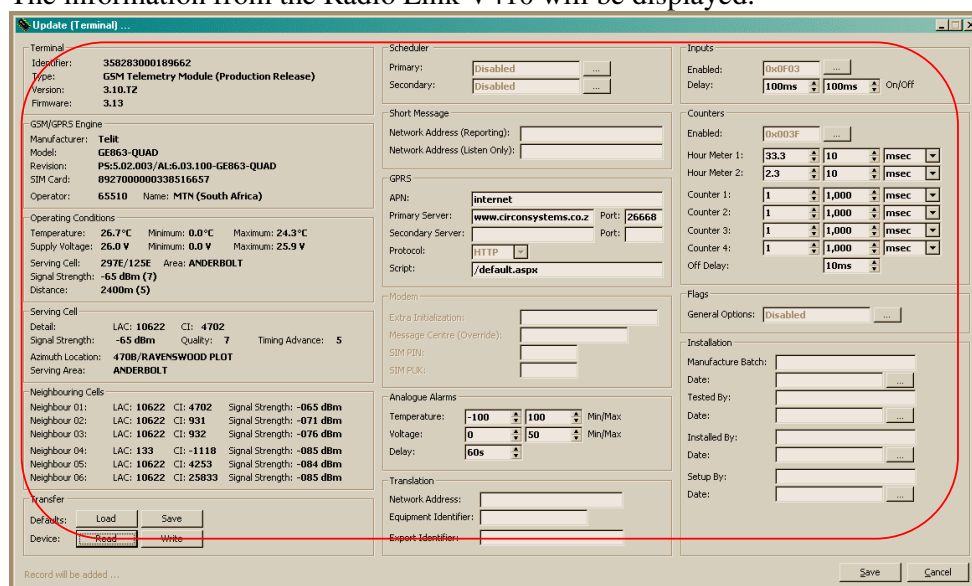 The information from the Radio Link V410 will be displayed.
Update (Terminal) ...
Terminal
Identifier: 358283000189662
Type: GSM Telemetry Module (Production Release)
Version: 3.10.T2
Firmware: 3.13
GSM/GPRS Engine
Manufacturer: Telit
Model: GE863-QUAD
Revision: PS:5.02.003/AL:6.03.100-GE863-QUAD
SIM Card: 8927000000338516657
Operator: 65510 Name: MTN (South Africa)
Operating Conditions
Temperature: 26.7°C Minimum: 0.0°C Maximum: 24.3°C
Supply Voltage: 26.0 V Minimum: 0.0 V Maximum: 25.9 V
Serving Cell: 297E/125E Area: ANDERBOLT
Signal Strength: -65 dBm (7)
Distance: 2400m (5)
Serving Cell
Detail: LAC: 10622 CI: 4702
Signal Strength: -65 dBm Quality: 7 Timing Advance: 5
Azimuth Location: 470B/RAVENSWOOD PLOT
Serving Area: ANDERBOLT
Neighbouring Cells
Neighbour 01: LAC: 10622 CI: 4702 Signal Strength: -065 dBm
Neighbour 02: LAC: 10622 CI: 931 Signal Strength: -071 dBm
Neighbour 03: LAC: 10622 CI: 932 Signal Strength: -076 dBm
Neighbour 04: LAC: 133 CI: -1118 Signal Strength: -085 dBm
Neighbour 05: LAC: 10622 CI: 4253 Signal Strength: -084 dBm
Neighbour 06: LAC: 10622 CI: 25833 Signal Strength: -085 dBm
Transfer
Defaults: Load Save
Device: Read Write
Record will be added ...
Scheduler
Primary: Disabled ...
Secondary: Disabled ...
Short Message
Network Address (Reporting):
Network Address (Listen Only):
GPRS
APN: internet
Primary Server: www.circonsystems.co.z Port: 26668
Secondary Server: Port:
Protocol: HTTP
Script: /default.aspx
Modem
Extra Initialization:
Message Centre (Override):
SIM PIN:
SIM PUK:
Analogue Alarms
Temperature: -100 100 Min/Max
Voltage: 0 50 Min/Max
Delay: 60s
Translation
Network Address:
Equipment Identifier:
Export Identifier:
Inputs
Enabled: 0x0F03 ...
Delay: 100ms 100ms On/Off
Counters
Enabled: 0x003F ...
Hour Meter 1: 33.3 10 msec
Hour Meter 2: 2.3 10 msec
Counter 1: 1 1,000 msec
Counter 2: 1 1,000 msec
Counter 3: 1 1,000 msec
Counter 4: 1 1,000 msec
Off Delay: 10ms
Flags
General Options: Disabled ...
Installation
Manufacture Batch:
Date: ...
Tested By:
Date: ...
Installed By:
Date: ...
Setup By:
Date: ...
Save Cancel